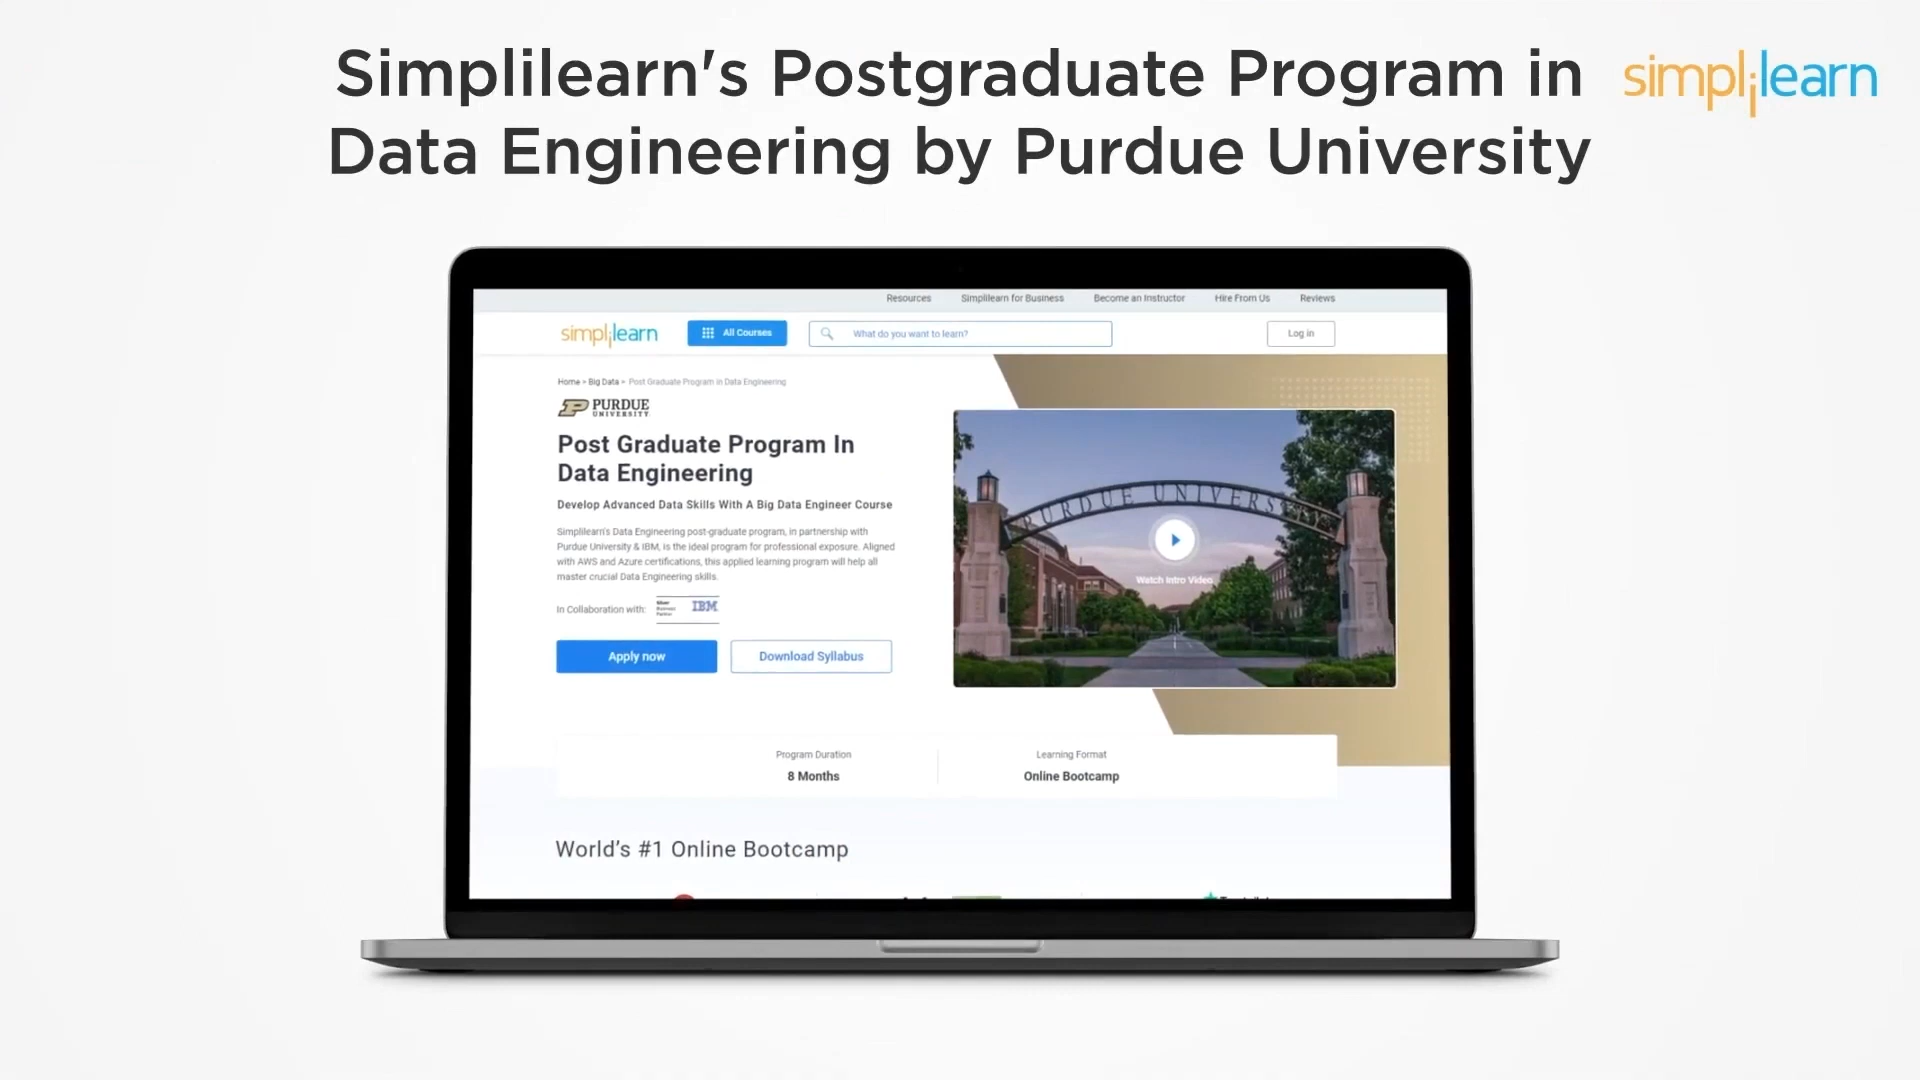 Simplilearn's Postgraduate Program in
Data Engineering by Purdue University
simplilearn
Resources Simplilearn for Business Become an Instructor Hire From Us Reviews
simplilearn All Courses What do you want to learn? Log in
Home > Big Data > Post Graduate Program in Data Engineering
PURDUE
UNIVERSITY
Post Graduate Program In
Data Engineering
Develop Advanced Data Skills With A Big Data Engineer Course
Simplilearn's Data Engineering post-graduate program, in partnership with
Purdue University & IBM, is the ideal program for professional exposure. Aligned
with AWS and Azure certifications, this applied learning program will help all
master crucial Data Engineering skills.
In Collaboration with: Silver
Business
Partner
IBM
Apply now Download Syllabus
PURDUE UNIVERSITY
Watch Intro Video
Program Duration
8 Months
Learning Format
Online Bootcamp
World's #1 Online Bootcamp